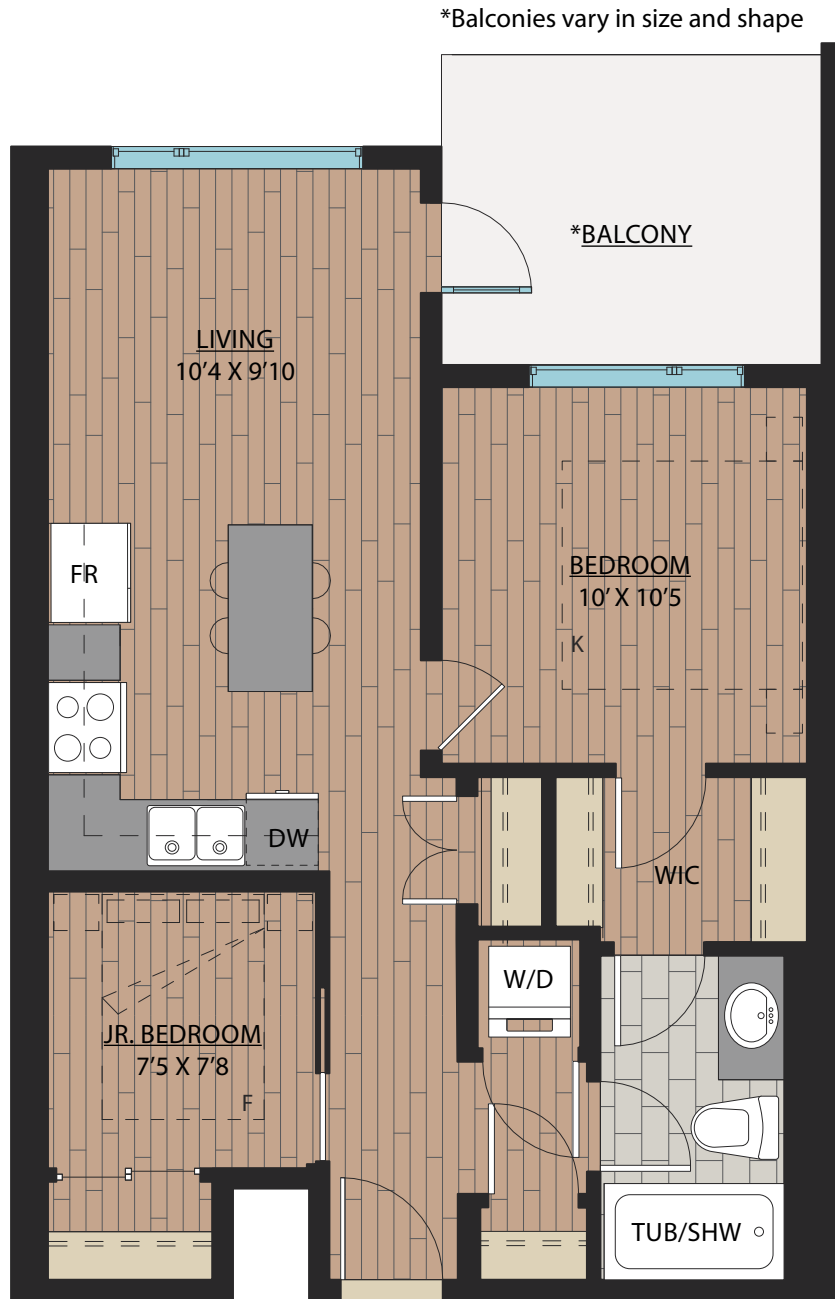 *Balconies vary in size and shape
*BALCONY
LIVING
10’4 X 9’10
FR
BEDROOM
10’ X 10’5
K
DW
WIC
W/D
JR. BEDROOM
7’5 X 7’8
F
TUB/SHW